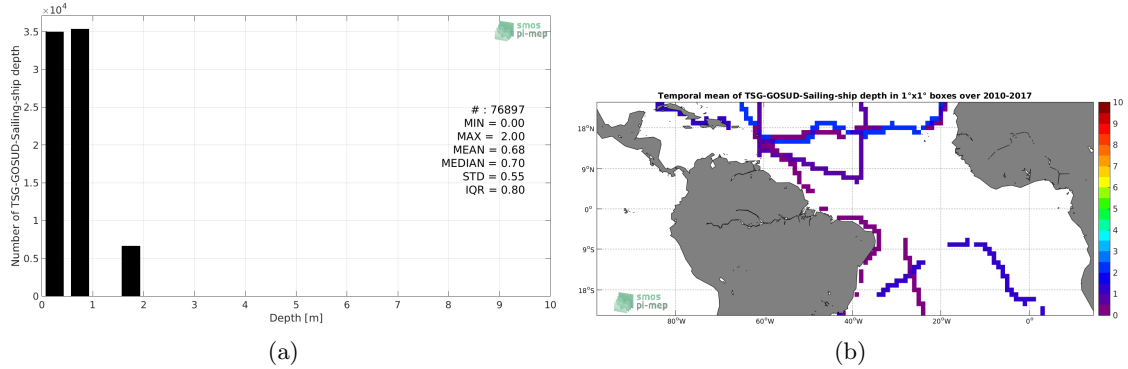 ×10⁴
3.5
3
2.5
2
1.5
1
0.5
0
Number of TSG-GOSUD-Sailing-ship depth
smos
pi-mep
# : 76897
MIN = 0.00
MAX = 2.00
MEAN = 0.68
MEDIAN = 0.70
STD = 0.55
IQR = 0.80
0 1 2 3 4 5 6 7 8 9 10
Depth [m]
(a)
Temporal mean of TSG-GOSUD-Sailing-ship depth in 1°x1° boxes over 2010-2017
18°N
9°N
0°
9°S
18°S
80°W 60°W 40°W 20°W 0°
smos
pi-mep
10
9
8
7
6
5
4
3
2
1
0
(b)